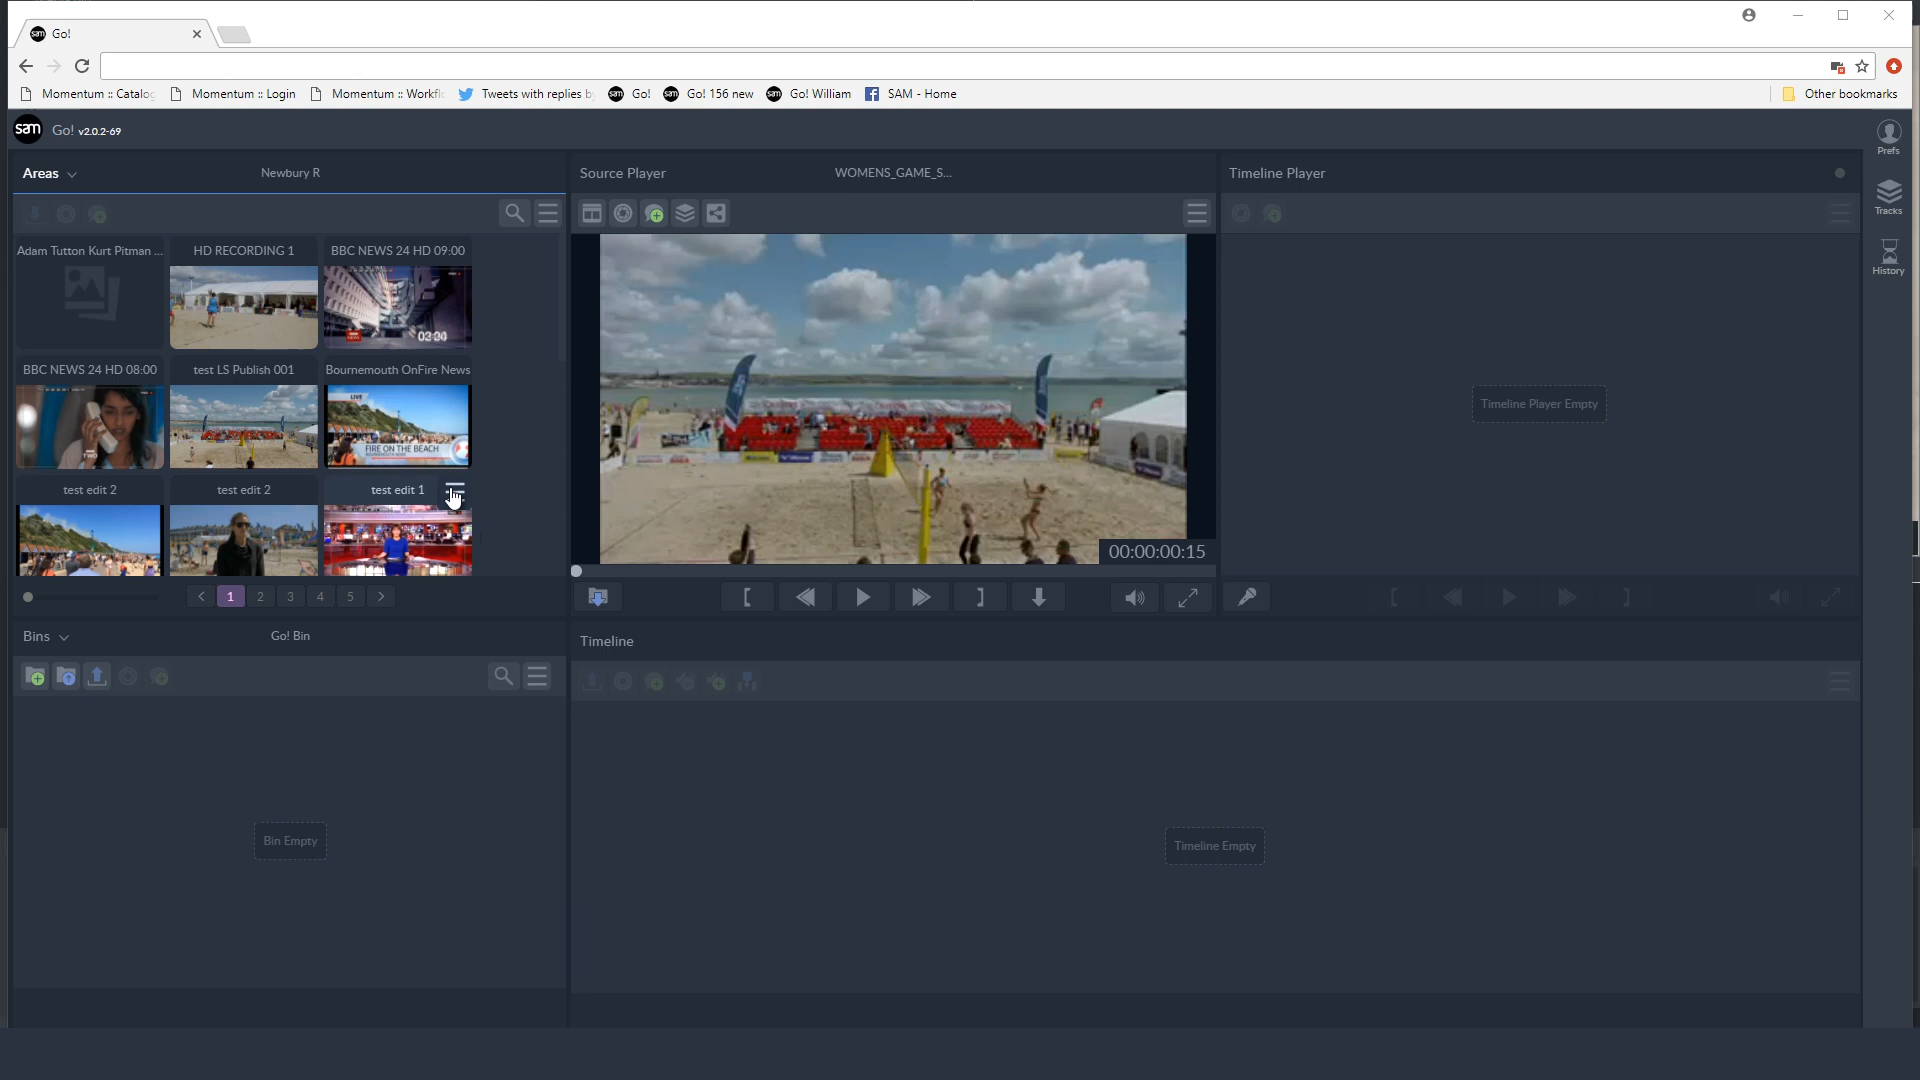 sam Go!
Momentum :: Catalog
Momentum :: Login
Momentum :: Workfl
Tweets with replies by
Go!
Go! 156 new
Go! William
SAM - Home
Other bookmarks
sam Go! v2.0.2-69
Prefs
Tracks
History
Areas
Newbury R
Source Player
WOMENS_GAME_S...
Timeline Player
Adam Tutton Kurt Pitman ...
HD RECORDING 1
BBC NEWS 24 HD 09:00
BBC NEWS 24 HD 08:00
test LS Publish 001
Bournemouth OnFire News
LIVE
FIRE ON THE BEACH
test edit 2
test edit 2
test edit 1
00:00:00:15
Timeline Player Empty
1 2 3 4 5
Bins
Go! Bin
Timeline
Bin Empty
Timeline Empty